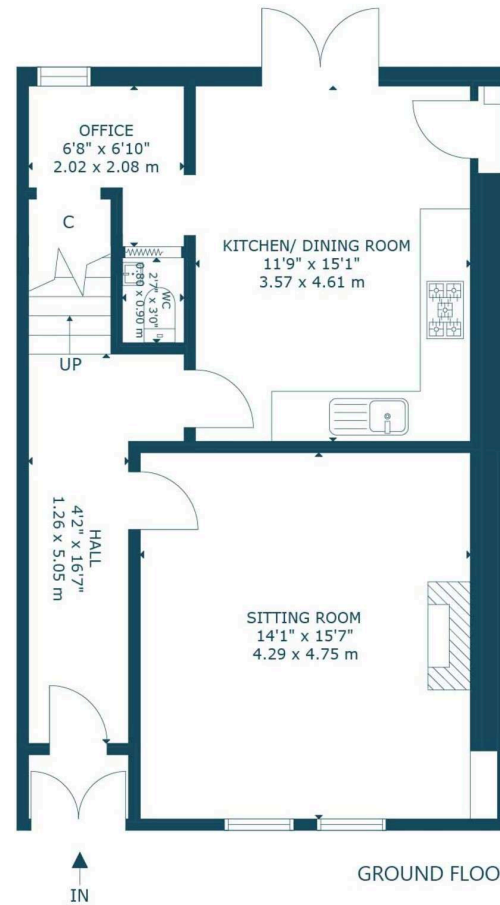 OFFICE
6'8" x 6'10"
2.02 x 2.08 m
C
KITCHEN/ DINING ROOM
11'9" x 15'1"
3.57 x 4.61 m
WC
2'7" x 3'0"
0.80 x 0.90 m
UP
HALL
4'2" x 16'7"
1.26 x 5.05 m
SITTING ROOM
14'1" x 15'7"
4.29 x 4.75 m
GROUND FLOO
IN